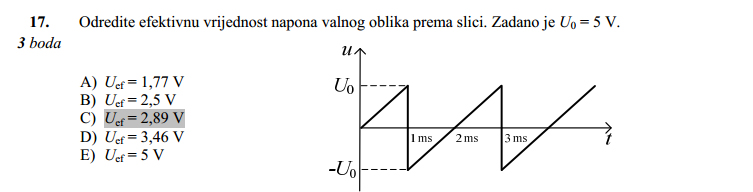 17. Odredite efektivnu vrijednost napona valnog oblika prema slici. Zadano je U₀ = 5 V.
3 boda
A) Uef = 1,77 V
B) Uef = 2,5 V
C) Uef = 2,89 V
D) Uef = 3,46 V
E) Uef = 5 V
u
U₀
1 ms 2 ms 3 ms
t
-U₀